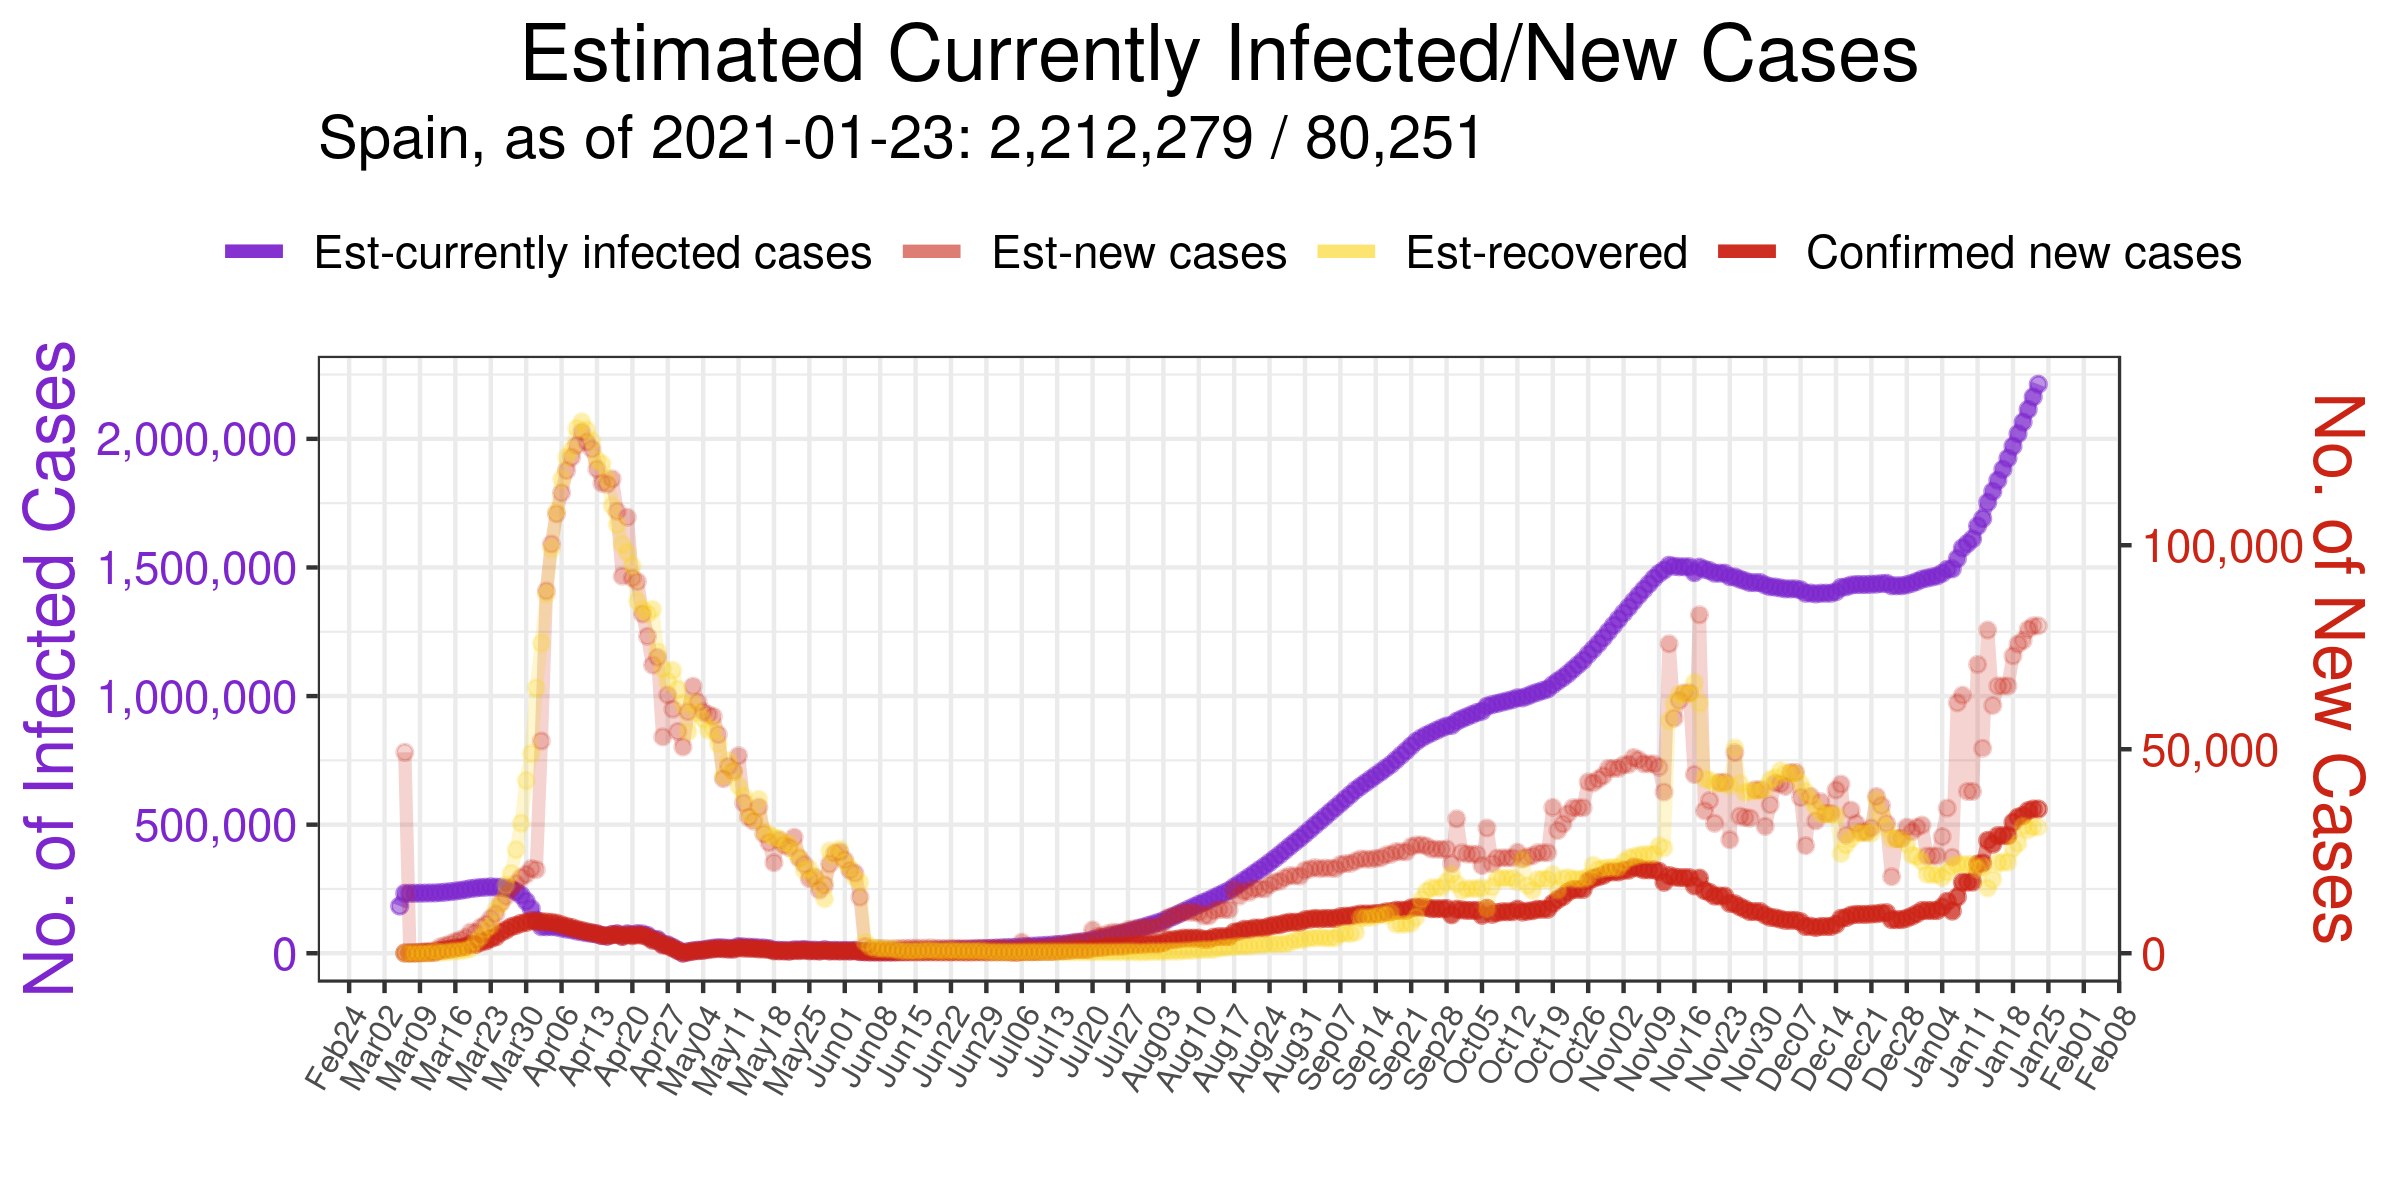 Estimated Currently Infected/New Cases
Spain, as of 2021-01-23: 2,212,279 / 80,251
Est-currently infected cases Est-new cases Est-recovered Confirmed new cases
No. of Infected Cases
2,000,000
1,500,000
1,000,000
500,000
0
No. of New Cases
100,000
50,000
0
Feb24 Mar02 Mar09 Mar16 Mar23 Mar30 Apr06 Apr13 Apr20 Apr27 May04 May11 May18 May25 Jun01 Jun08 Jun15 Jun22 Jun29 Jul06 Jul13 Jul20 Jul27 Aug03 Aug10 Aug17 Aug24 Aug31 Sep07 Sep14 Sep21 Sep28 Oct05 Oct12 Oct19 Oct26 Nov02 Nov09 Nov16 Nov23 Nov30 Dec07 Dec14 Dec21 Dec28 Dec04 Jan11 Jan18 Jan25 Feb01 Feb08